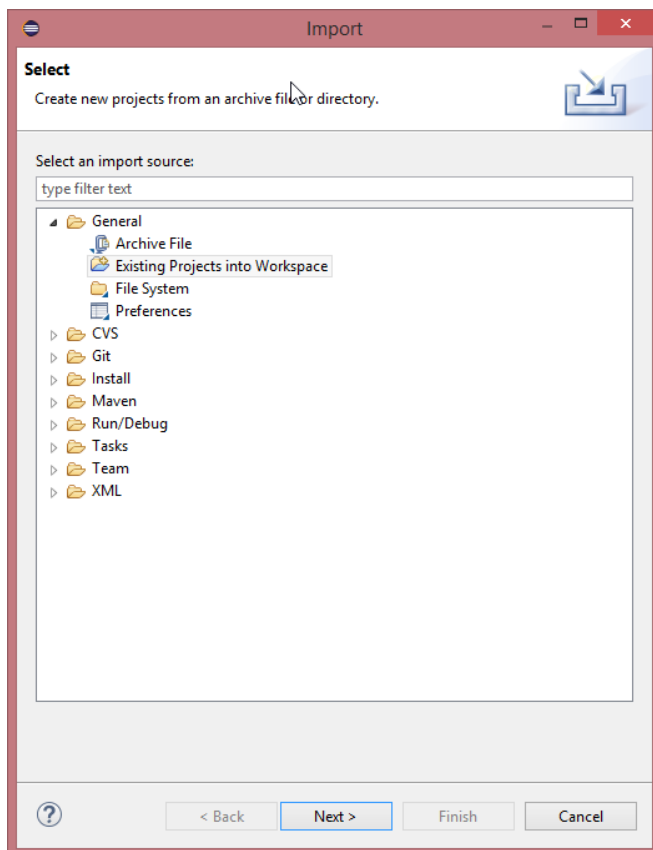 Import
Select
Create new projects from an archive file or directory.
Select an import source:
type filter text
General
Archive File
Existing Projects into Workspace
File System
Preferences
CVS
Git
Install
Maven
Run/Debug
Tasks
Team
XML
? < Back Next > Finish Cancel